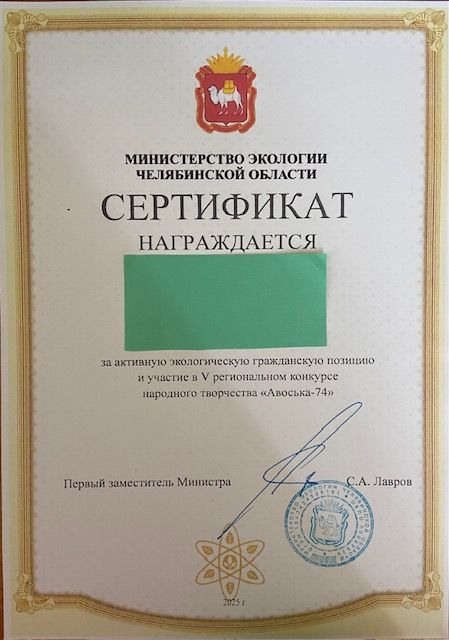 МИНИСТЕРСТВО ЭКОЛОГИИ
ЧЕЛЯБИНСКОЙ ОБЛАСТИ
СЕРТИФИКАТ
НАГРАЖДАЕТСЯ
за активную экологическую гражданскую позицию
и участие в V региональном конкурсе
народного творчества «Авоська-74»
Первый заместитель Министра
С.А. Лавров
2025 г